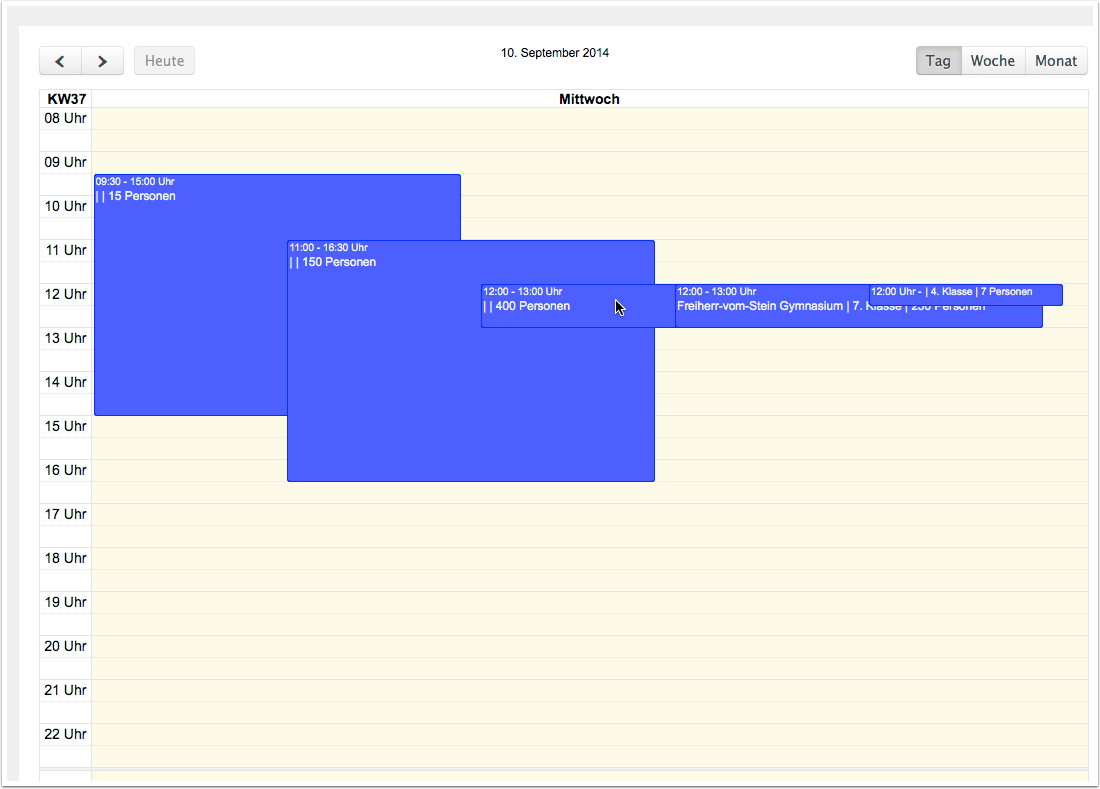 Heute
10. September 2014
Tag Woche Monat
KW37 Mittwoch
08 Uhr
09 Uhr
09:30 - 15:00 Uhr
| | 15 Personen
10 Uhr
11 Uhr
11:00 - 16:30 Uhr
| | 150 Personen
12 Uhr
12:00 - 13:00 Uhr
| | 400 Personen
12:00 - 13:00 Uhr
Freiherr-vom-Stein Gymnasium | 7. Klasse | 250 Personen
12:00 Uhr - | 4. Klasse | 7 Personen
13 Uhr
14 Uhr
15 Uhr
16 Uhr
17 Uhr
18 Uhr
19 Uhr
20 Uhr
21 Uhr
22 Uhr